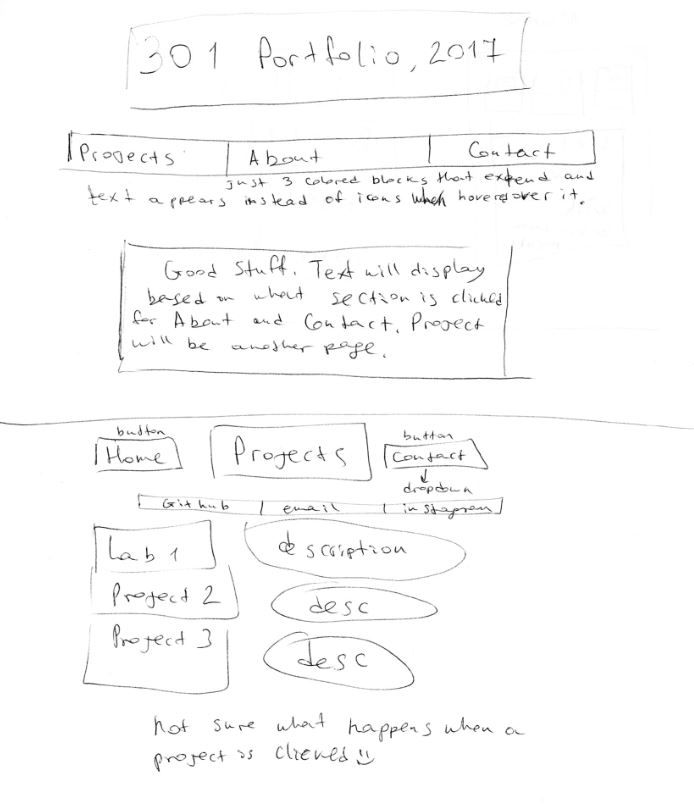 301 Portfolio, 2017
Projects About Contact
just 3 colored blocks that expend and
text appears instead of icons when hovered over it.
Good Stuff. Text will display
based on what section is clicked
for About and Contact. Project
will be another page.
button button
Home Projects Contact
dropdown
Github email instagram
Lab 1 description
Project 2 desc
Project 3 desc
not sure what happens when a
project is clicked